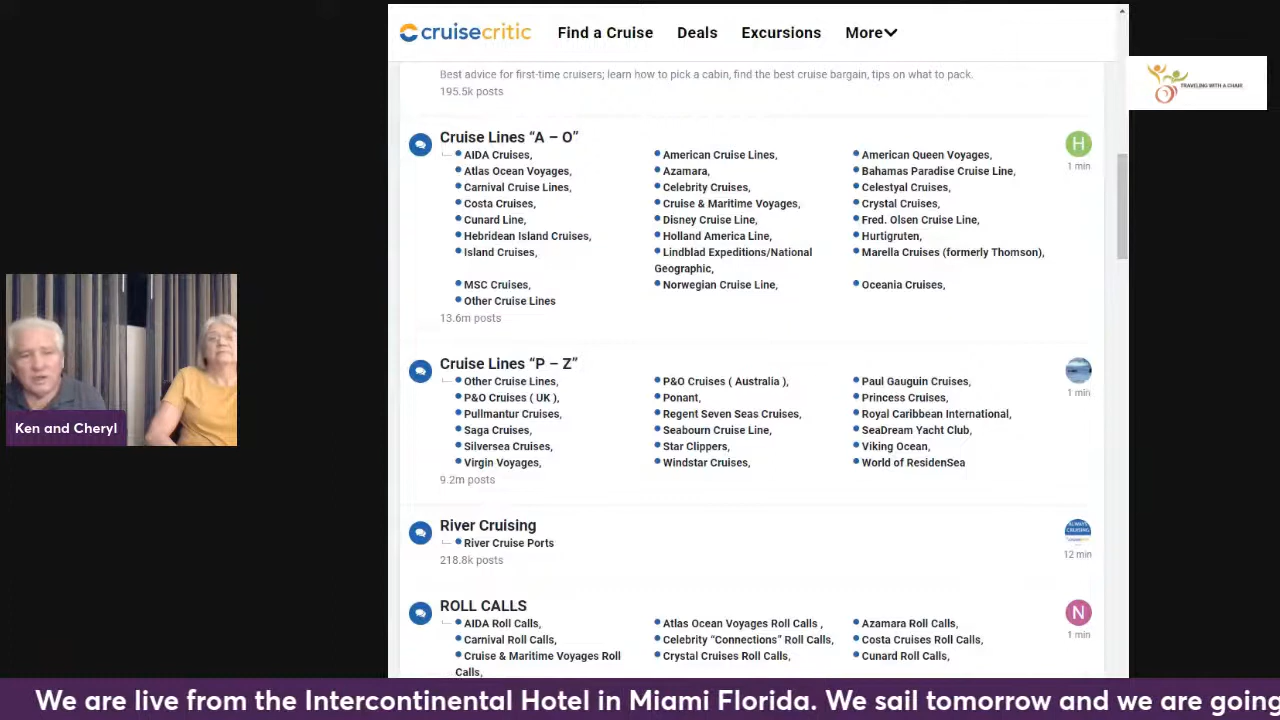 cruisecritic
Find a Cruise
Deals
Excursions
More
TRAVELING WITH A CHAIR
Best advice for first-time cruisers; learn how to pick a cabin, find the best cruise bargain, tips on what to pack.
195.5k posts
Cruise Lines “A – O”
H
1 min
AIDA Cruises, American Cruise Lines, American Queen Voyages,
Atlas Ocean Voyages, Azamara, Bahamas Paradise Cruise Line,
Carnival Cruise Lines, Celebrity Cruises, Celestyal Cruises,
Costa Cruises, Cruise & Maritime Voyages, Crystal Cruises,
Cunard Line, Disney Cruise Line, Fred. Olsen Cruise Line,
Hebridean Island Cruises, Holland America Line, Hurtigruten,
Island Cruises, Lindblad Expeditions/National Marella Cruises (formerly Thomson),
Geographic,
MSC Cruises, Norwegian Cruise Line, Oceania Cruises,
Other Cruise Lines
13.6m posts
Cruise Lines “P – Z”
1 min
Other Cruise Lines, P&O Cruises ( Australia ), Paul Gauguin Cruises,
P&O Cruises ( UK ), Ponant, Princess Cruises,
Pullmantur Cruises, Regent Seven Seas Cruises, Royal Caribbean International,
Saga Cruises, Seabourn Cruise Line, SeaDream Yacht Club,
Silversea Cruises, Star Clippers, Viking Ocean,
Virgin Voyages, Windstar Cruises, World of ResidenSea
9.2m posts
Ken and Cheryl
River Cruising
ALWAYS
CRUISING
12 min
River Cruise Ports
218.8k posts
ROLL CALLS
N
1 min
AIDA Roll Calls, Atlas Ocean Voyages Roll Calls , Azamara Roll Calls,
Carnival Roll Calls, Celebrity “Connections” Roll Calls, Costa Cruises Roll Calls,
Cruise & Maritime Voyages Roll Crystal Cruises Roll Calls, Cunard Roll Calls,
Calls,
We are live from the Intercontinental Hotel in Miami Florida. We sail tomorrow and we are going